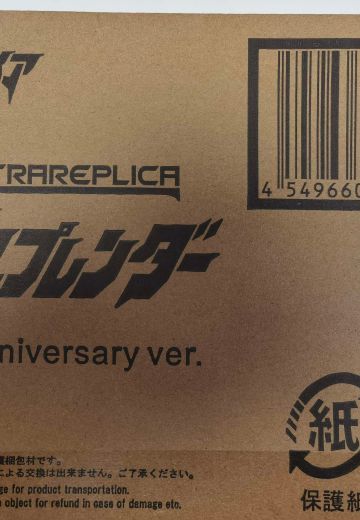 TRAREPLICA
4 549660
プレンダー
niversary ver.
梱包材です。
による交換は出来ません。ご了承ください。
ge for product transportation.
object for refund in case of damage etc.
紙
保護紙